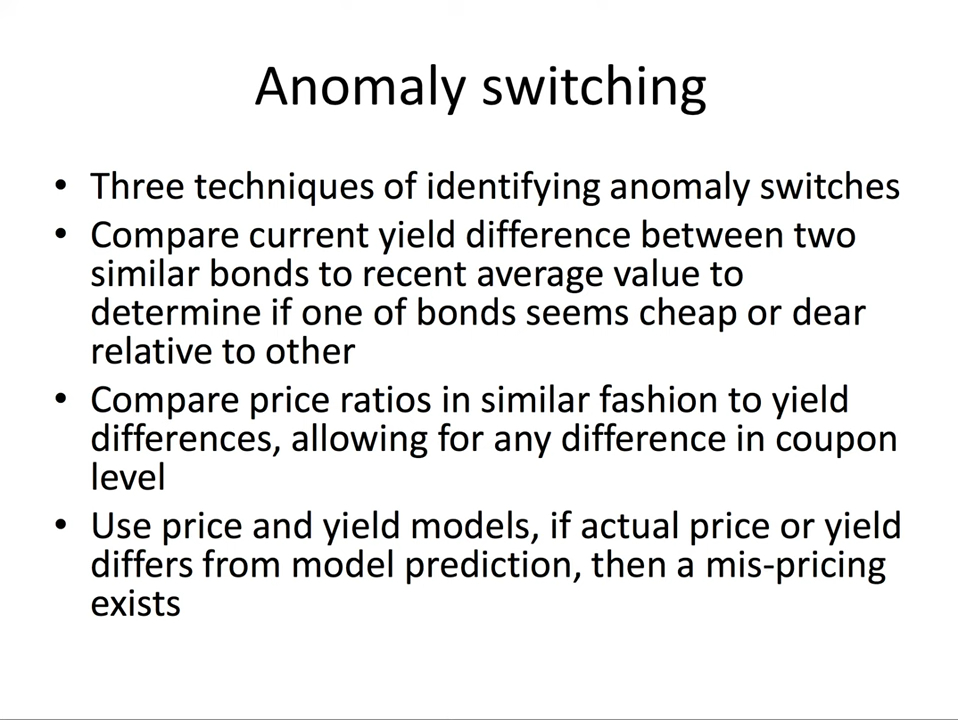 Anomaly switching
• Three techniques of identifying anomaly switches
• Compare current yield difference between two
similar bonds to recent average value to
determine if one of bonds seems cheap or dear
relative to other
• Compare price ratios in similar fashion to yield
differences, allowing for any difference in coupon
level
• Use price and yield models, if actual price or yield
differs from model prediction, then a mis-pricing
exists